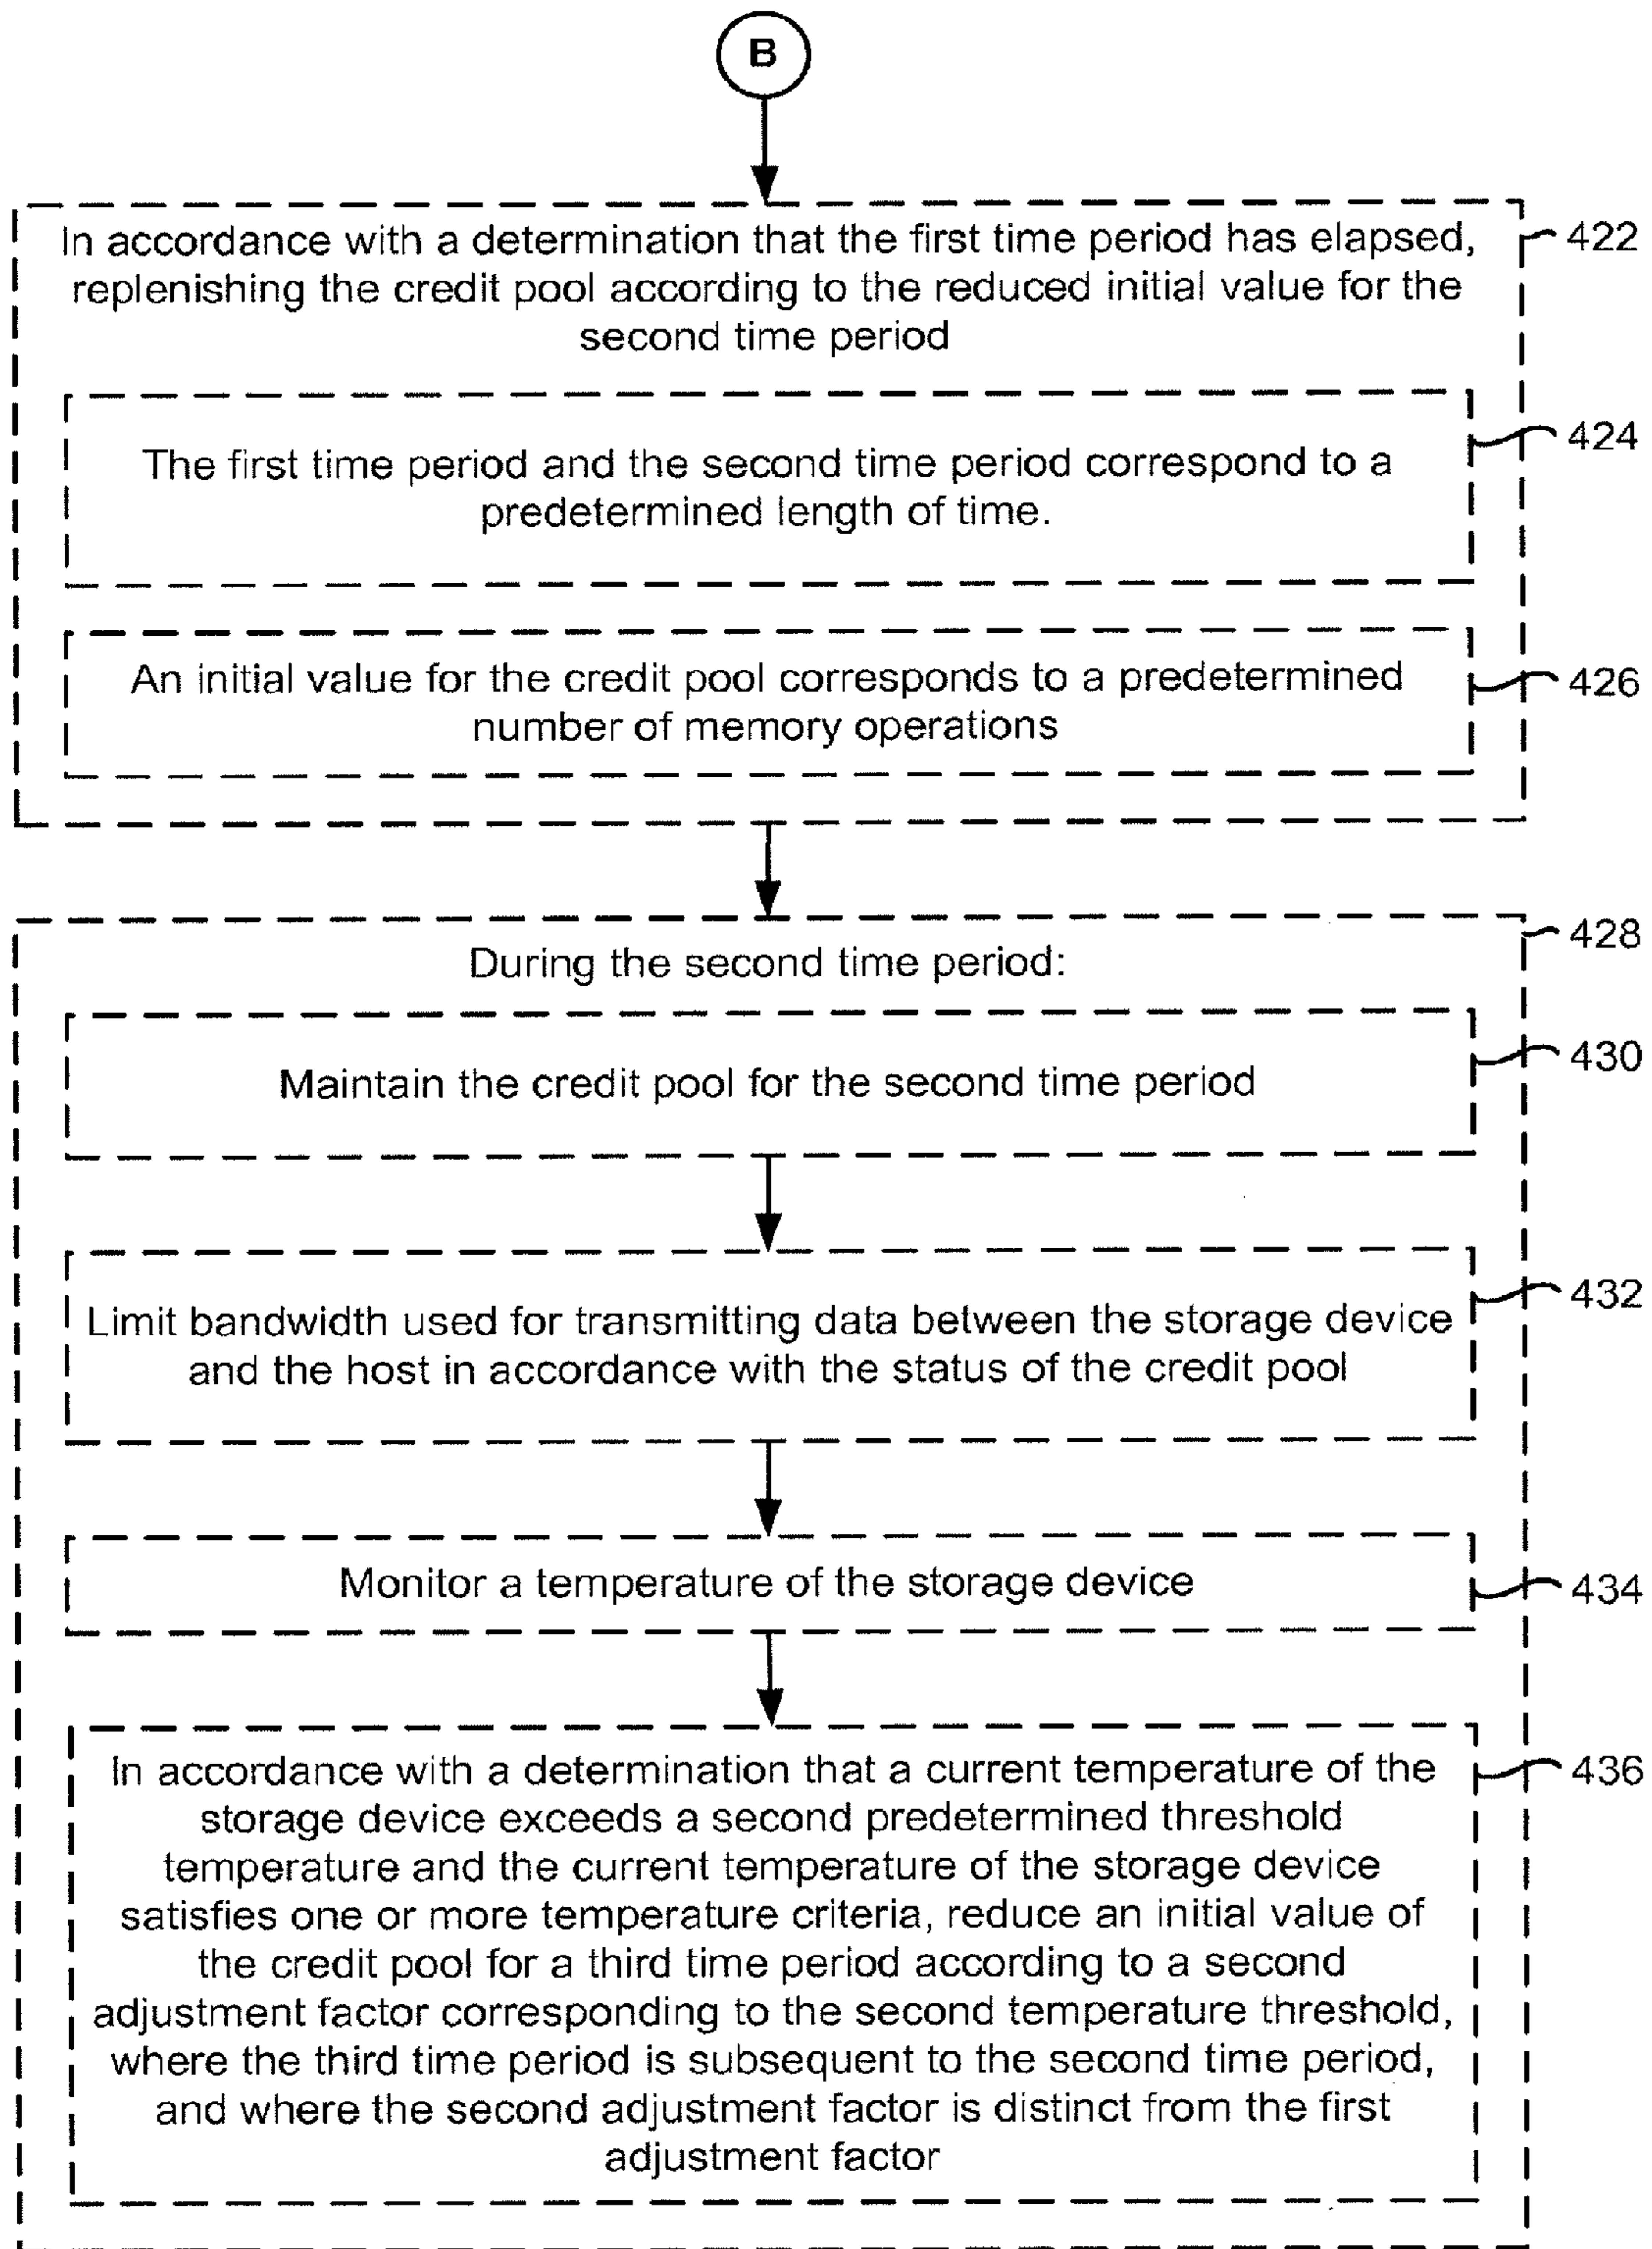 B
In accordance with a determination that the first time period has elapsed,
replenishing the credit pool according to the reduced initial value for the
second time period
422
The first time period and the second time period correspond to a
predetermined length of time.
424
An initial value for the credit pool corresponds to a predetermined
number of memory operations
426
During the second time period:
428
Maintain the credit pool for the second time period
430
Limit bandwidth used for transmitting data between the storage device
and the host in accordance with the status of the credit pool
432
Monitor a temperature of the storage device
434
In accordance with a determination that a current temperature of the
storage device exceeds a second predetermined threshold
temperature and the current temperature of the storage device
satisfies one or more temperature criteria, reduce an initial value of
the credit pool for a third time period according to a second
adjustment factor corresponding to the second temperature threshold,
where the third time period is subsequent to the second time period,
and where the second adjustment factor is distinct from the first
adjustment factor
436